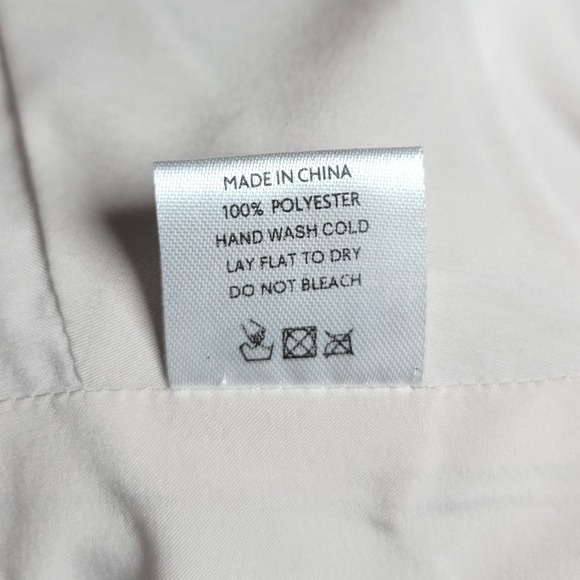 MADE IN CHINA
100% POLYESTER
HAND WASH COLD
LAY FLAT TO DRY
DO NOT BLEACH